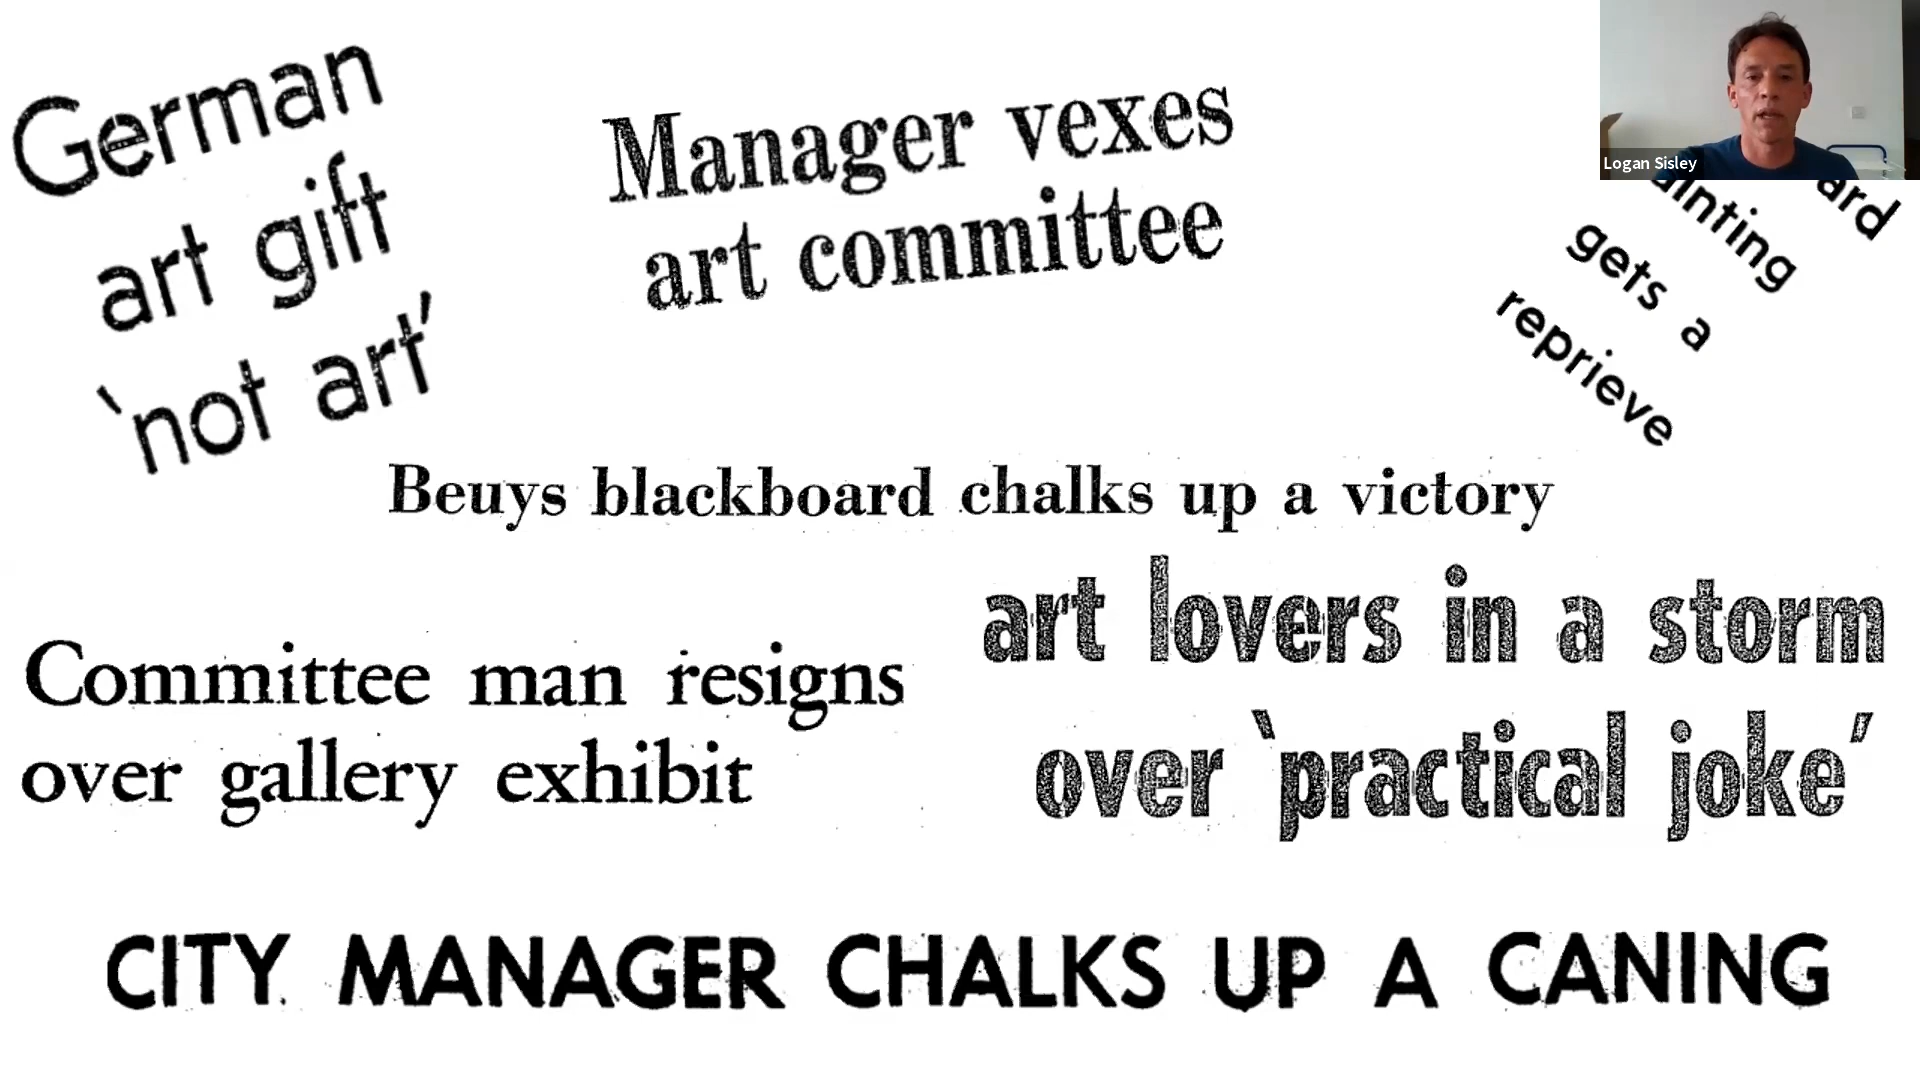 German
art gift
‘not art’
Manager vexes
art committee
Logan Sisley
gets a
reprieve
Beuys blackboard chalks up a victory
art lovers in a storm
over ‘practical joke’
Committee man resigns
over gallery exhibit
CITY MANAGER CHALKS UP A CANING